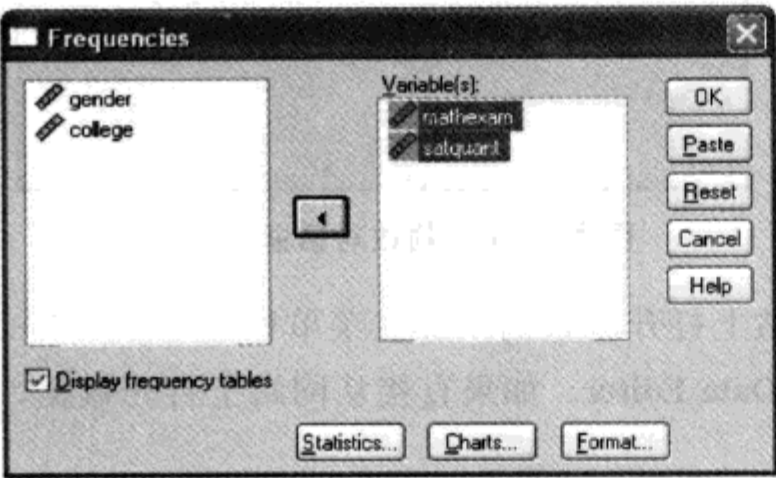 Frequencies
gender
college
Variable(s):
mathexam
satquant
OK
Paste
Reset
Cancel
Help
Display frequency tables
Statistics...
Charts...
Format...